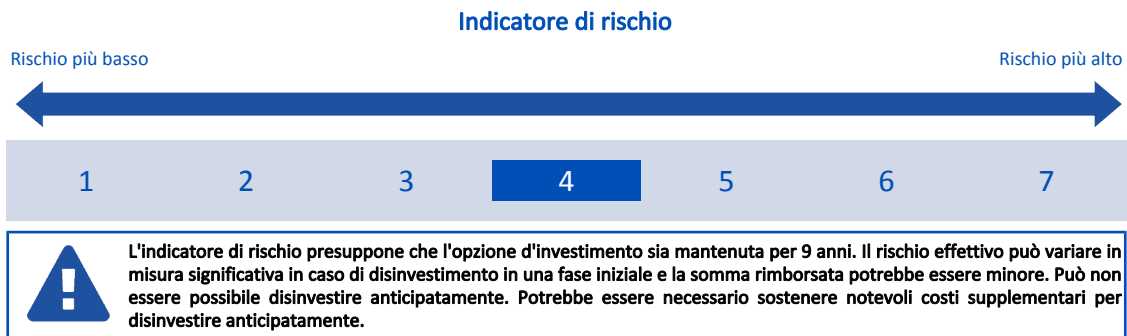 Indicatore di rischio
Rischio più basso
Rischio più alto
1 2 3 4 5 6 7
L'indicatore di rischio presuppone che l'opzione d'investimento sia mantenuta per 9 anni. Il rischio effettivo può variare in
misura significativa in caso di disinvestimento in una fase iniziale e la somma rimborsata potrebbe essere minore. Può non
essere possibile disinvestire anticipatamente. Potrebbe essere necessario sostenere notevoli costi supplementari per
disinvestire anticipatamente.